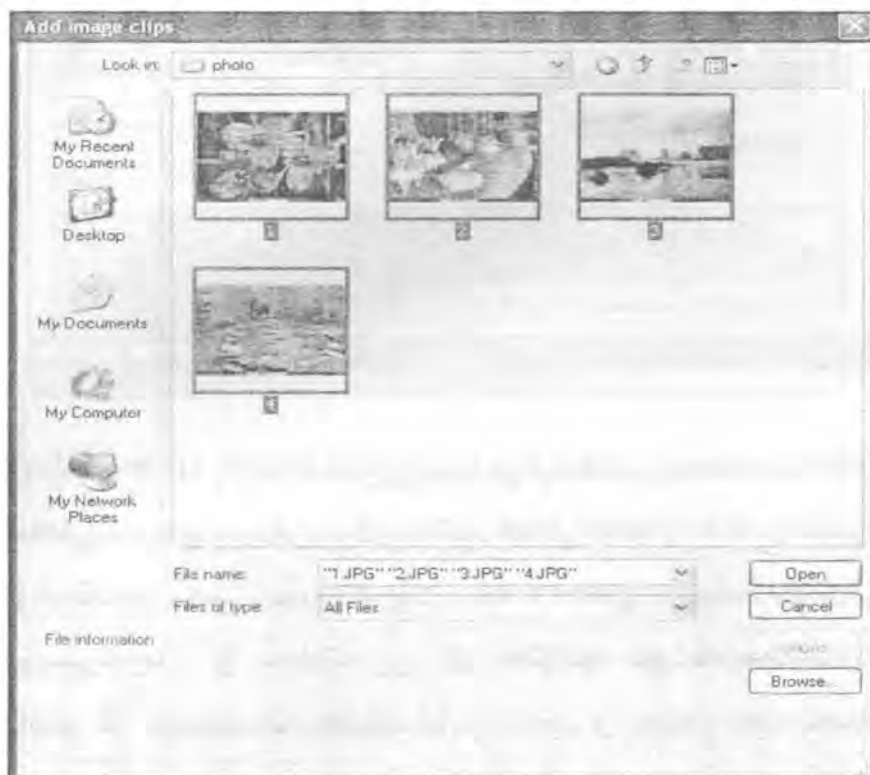 Add image clips
Look in: photo
My Recent
Documents
Desktop
My Documents
My Computer
My Network
Places
1
2
3
4
File name: "1.JPG" "2.JPG" "3.JPG" "4.JPG"
Open
Files of type: All Files
Cancel
File information
Browse...